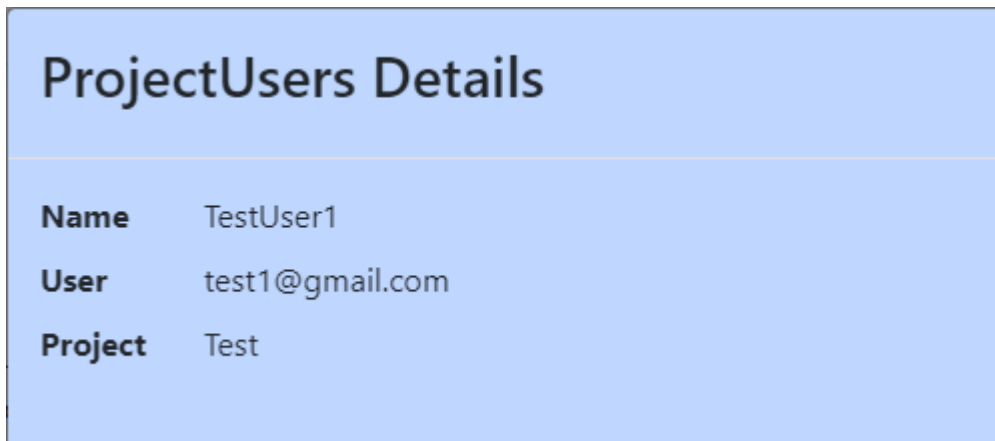 ProjectUsers Details
Name TestUser1
User test1@gmail.com
Project Test